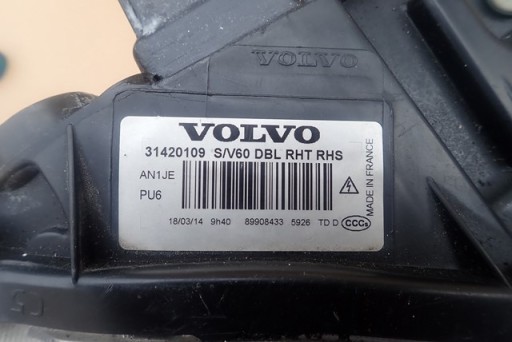 VOLVO
VOLVO
31420109 S/V60 DBL RHT RHS
AN1JE
PU6
MADE IN FRANCE
18/03/14 9h40 89908433 5926 TD D
CCCs